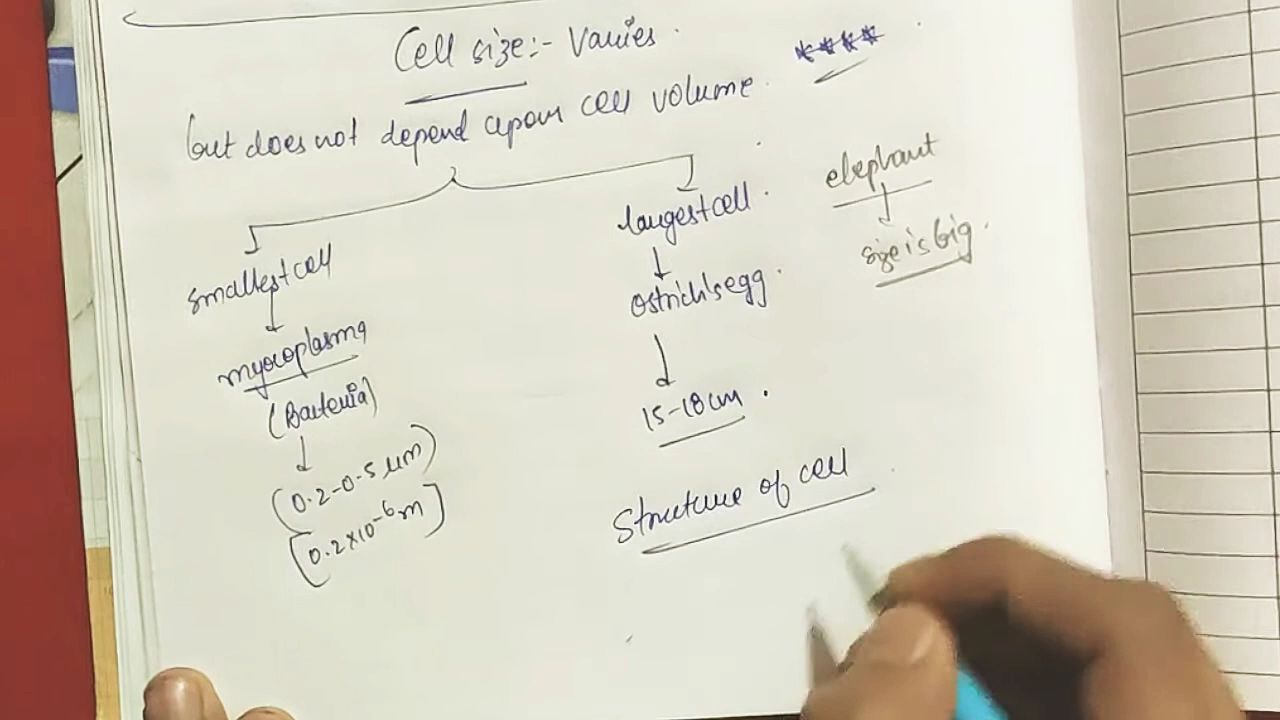 Cell size:- Varies.
****
but does not depend upon cell volume.
smallest cell
mycoplasma
(Bacteria)
(0.2-0.5 µm)
[0.2×10⁻⁶m]
largest cell.
Ostrich's egg.
15-18 cm.
elephant
size is big.
Structure of cell